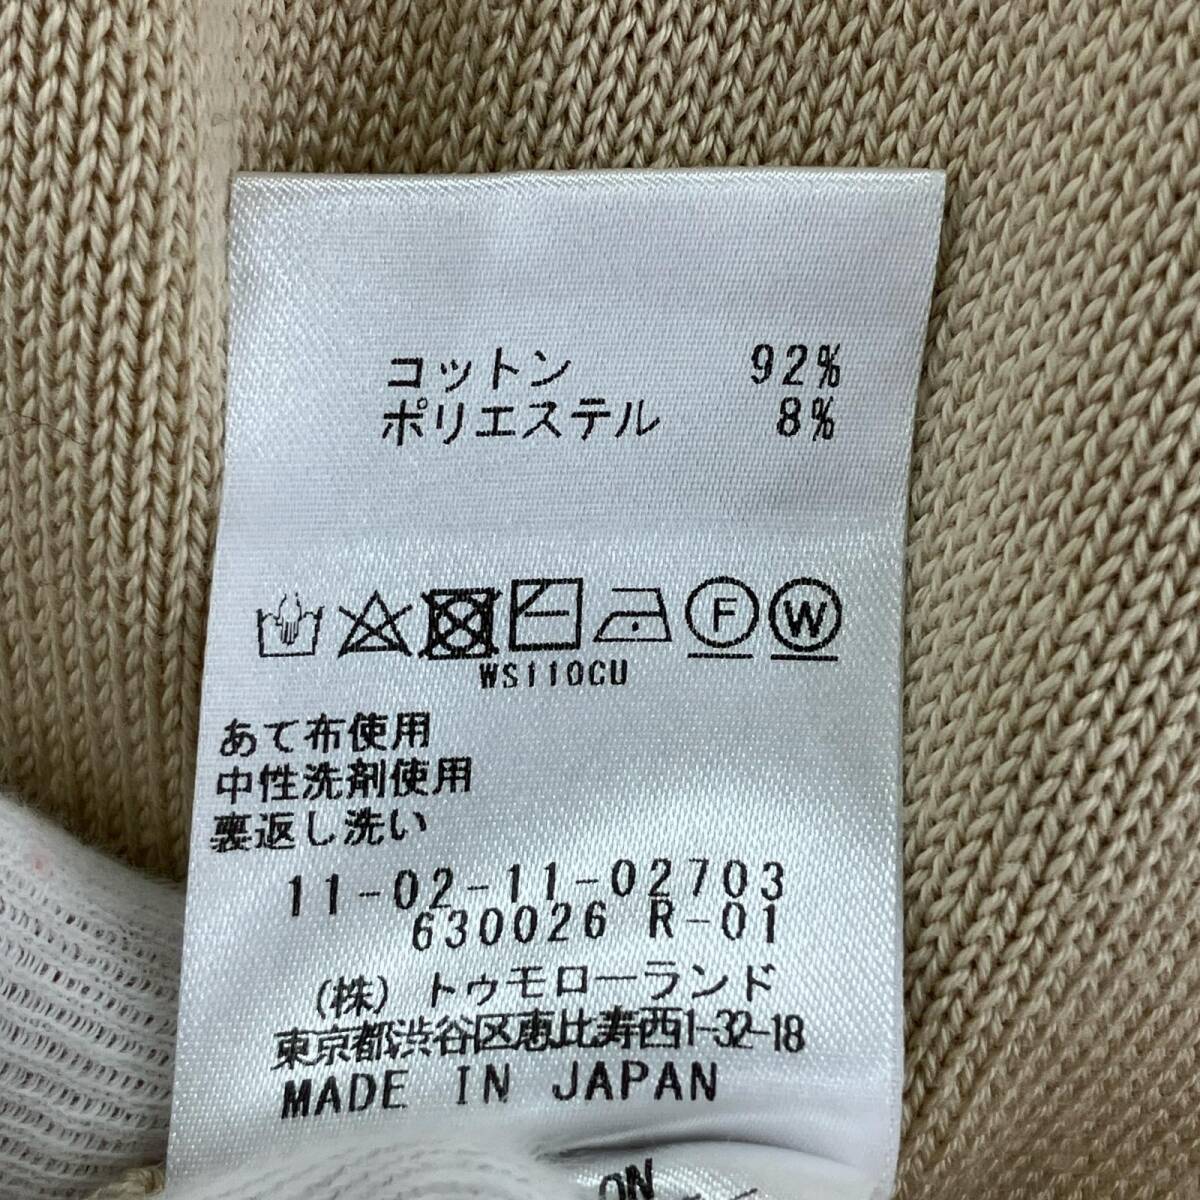 コットン 92%
ポリエステル 8%
F W
WS110CU
あて布使用
中性洗剤使用
裏返し洗い
11-02-11-02703
630026 R-01
(株)トゥモローランド
東京都渋谷区恵比寿西1-32-18
MADE IN JAPAN
ON